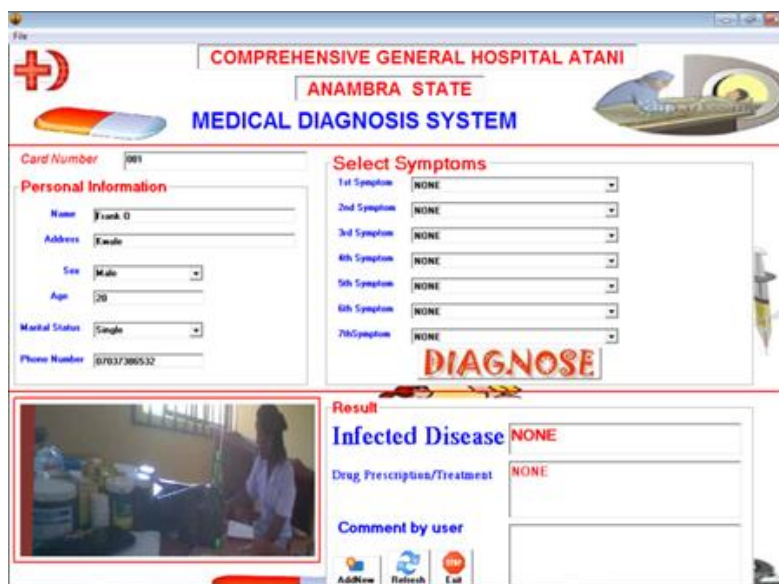 File
COMPREHENSIVE GENERAL HOSPITAL ATANI
ANAMBRA STATE
MEDICAL DIAGNOSIS SYSTEM
Card Number 001
Personal Information
Name Frank O
Address Kwale
Sex Male
Age 20
Marital Status Single
Phone Number 07037386532
Select Symptoms
1st Symptom NONE
2nd Symptom NONE
3rd Symptom NONE
4th Symptom NONE
5th Symptom NONE
6th Symptom NONE
7thSymptom NONE
DIAGNOSE
Result
Infected Disease NONE
Drug Prescription/Treatment NONE
Comment by user
AddNew Refresh Exit
STOP